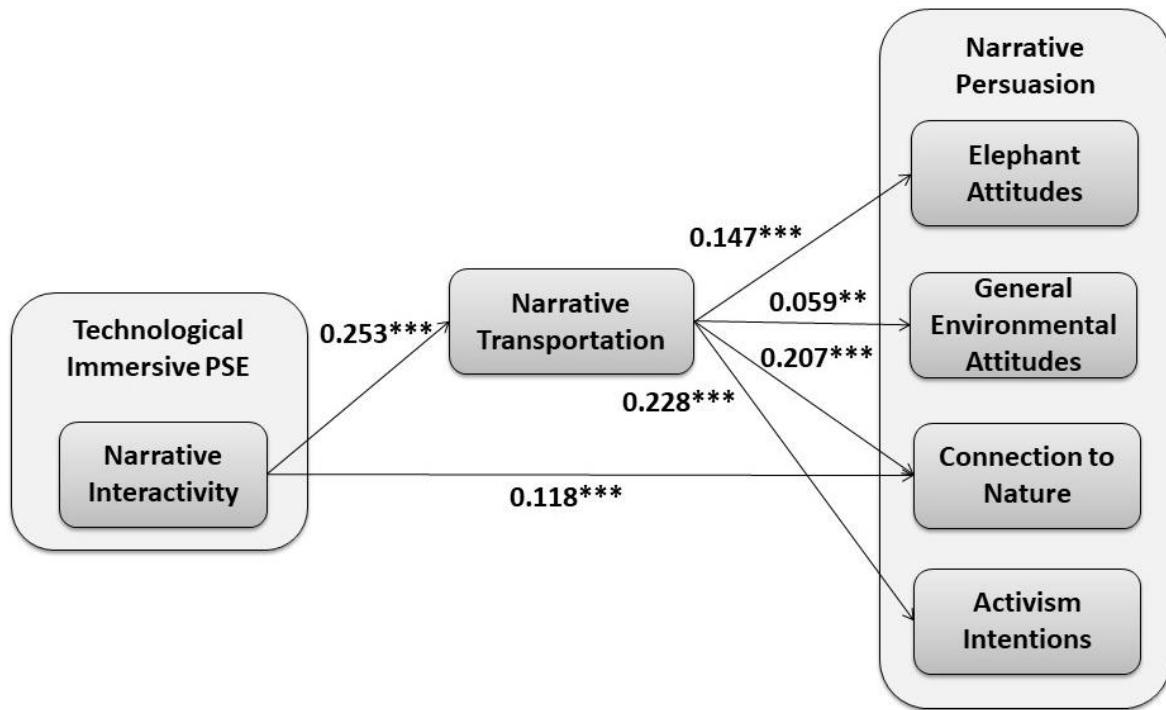 Narrative
Persuasion
Elephant
Attitudes
0.147***
Narrative
Transportation
0.059**
General
Environmental
Attitudes
Technological
Immersive PSE
0.253***
0.207***
0.228***
Narrative
Interactivity
0.118***
Connection to
Nature
Activism
Intentions